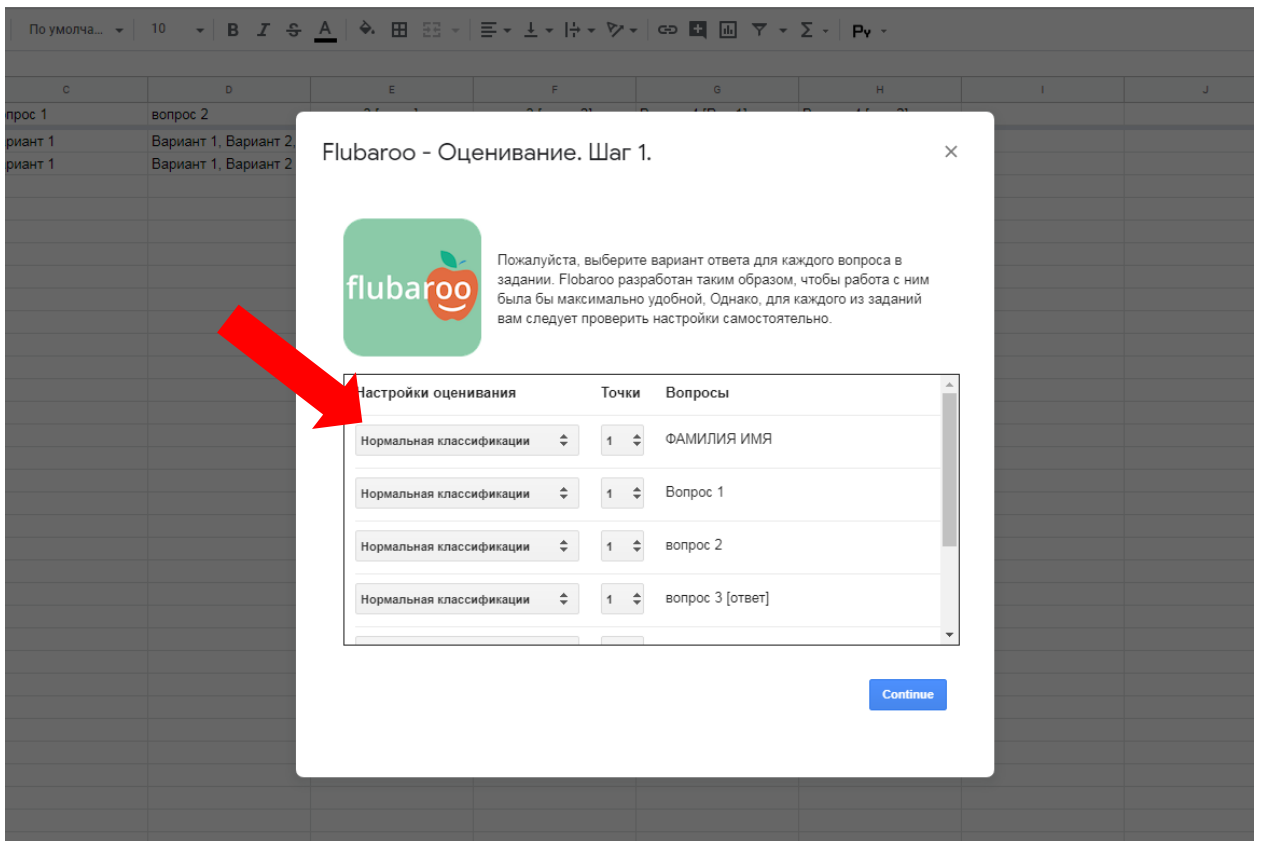 По умолча... 10 B I S A Σ Ру
C D E F G H I J
прос 1 вопрос 2
риант 1 Вариант 1, Вариант 2,
риант 1 Вариант 1, Вариант 2
Flubaroo - Оценивание. Шаг 1.
flubaroo
Пожалуйста, выберите вариант ответа для каждого вопроса в
задании. Flobaroo разработан таким образом, чтобы работа с ним
была бы максимально удобной, Однако, для каждого из заданий
вам следует проверить настройки самостоятельно.
Настройки оценивания Точки Вопросы
Нормальная классификации 1 ФАМИЛИЯ ИМЯ
Нормальная классификации 1 Вопрос 1
Нормальная классификации 1 вопрос 2
Нормальная классификации 1 вопрос 3 [ответ]
Continue